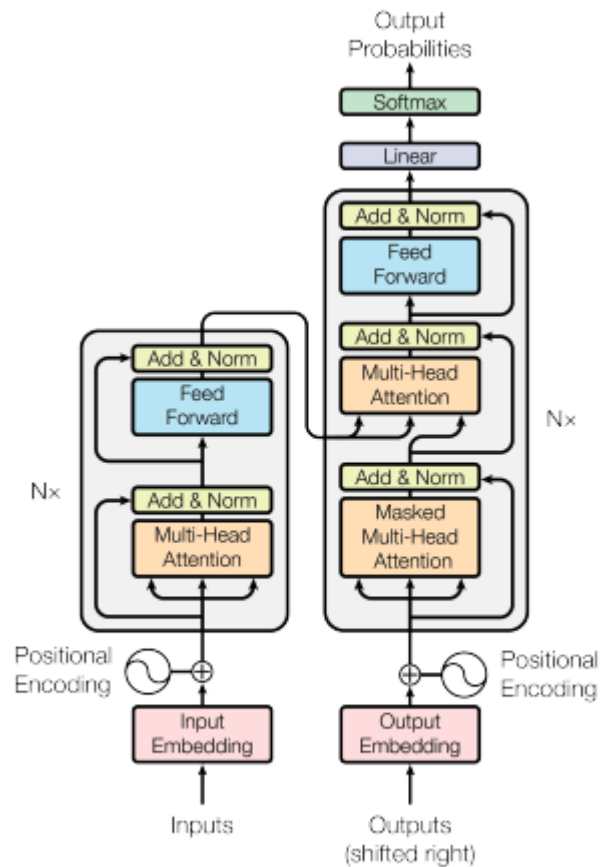 Output
Probabilities
Softmax
Linear
Add & Norm
Feed
Forward
Add & Norm
Multi-Head
Attention
Add & Norm
Masked
Multi-Head
Attention
Nx
Add & Norm
Feed
Forward
Add & Norm
Multi-Head
Attention
Nx
Positional
Encoding
Positional
Encoding
Input
Embedding
Output
Embedding
Inputs
Outputs
(shifted right)